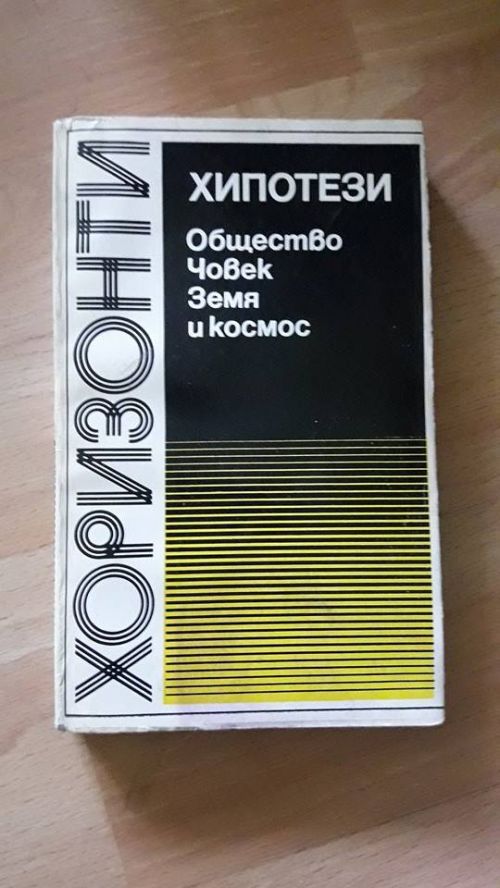 ХОРИЗОНТИ
ХИПОТЕЗИ
Общество
Човек
Земя
и космос